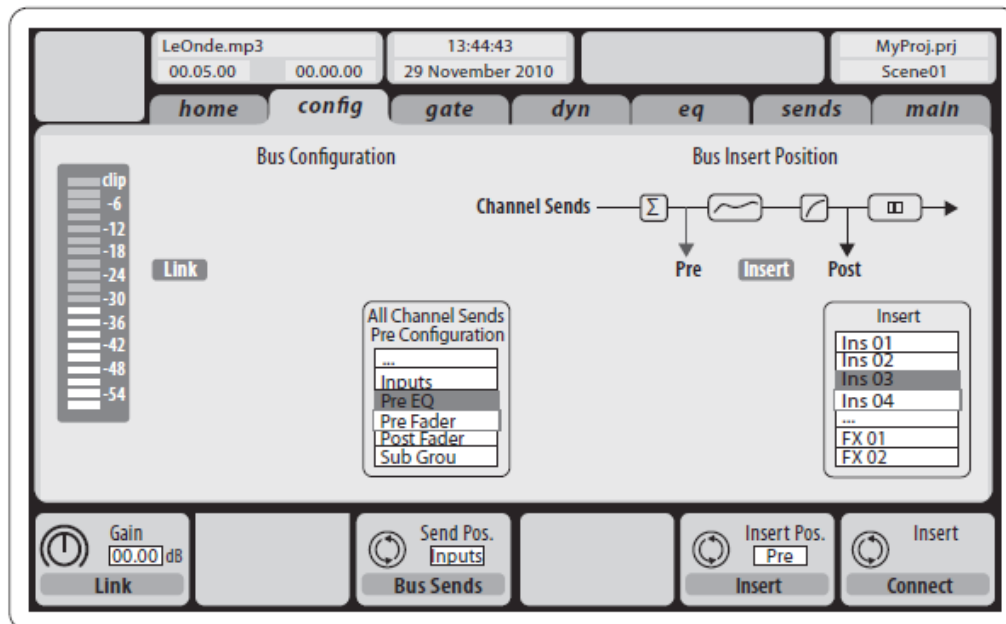 LeOnde.mp3
00.05.00 00.00.00
13:44:43
29 November 2010
MyProj.prj
Scene01
home config gate dyn eq sends main
Bus Configuration
Bus Insert Position
clip
-6
-12
-18
-24
-30
-36
-42
-48
-54
Link
Channel Sends
Σ
Pre Insert Post
All Channel Sends
Pre Configuration
...
Inputs
Pre EQ
Pre Fader
Post Fader
Sub Grou
Insert
Ins 01
Ins 02
Ins 03
Ins 04
...
FX 01
FX 02
Gain
00.00 dB
Link
Send Pos.
Inputs
Bus Sends
Insert Pos.
Pre
Insert
Insert
Connect